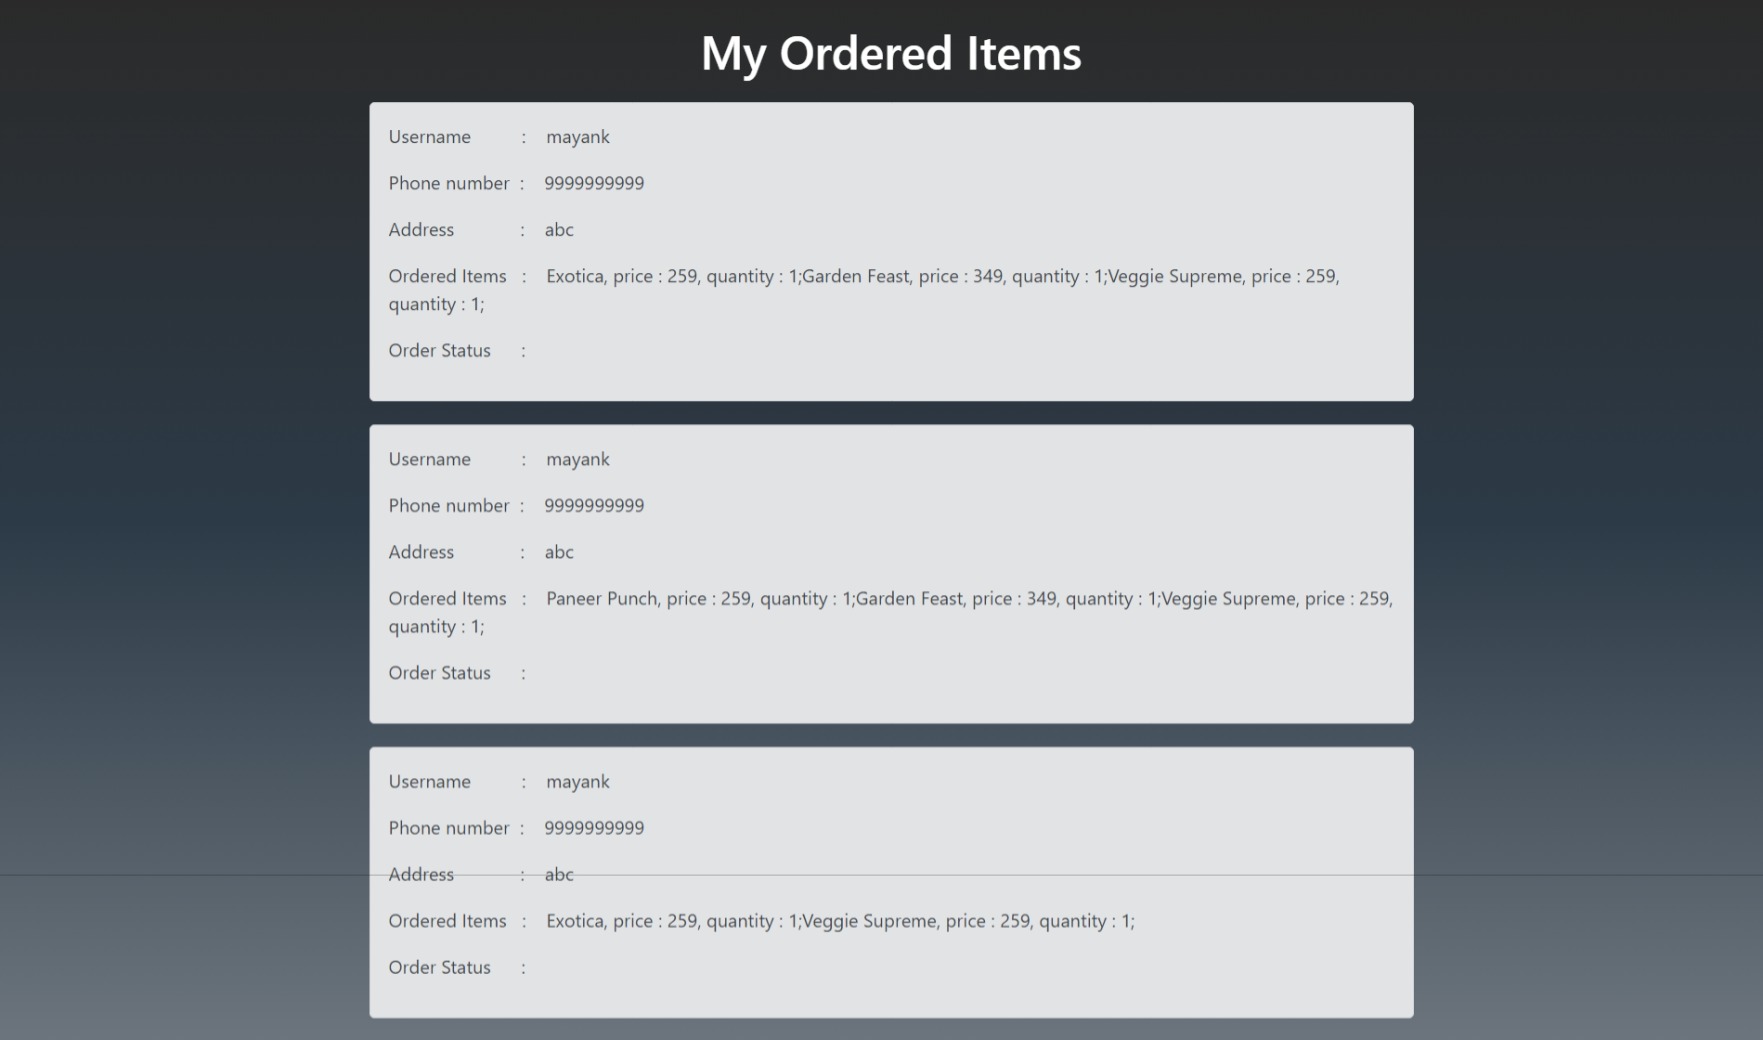 My Ordered Items
Username : mayank
Phone number : 9999999999
Address : abc
Ordered Items : Exotica, price : 259, quantity : 1;Garden Feast, price : 349, quantity : 1;Veggie Supreme, price : 259,
quantity : 1;
Order Status :
Username : mayank
Phone number : 9999999999
Address : abc
Ordered Items : Paneer Punch, price : 259, quantity : 1;Garden Feast, price : 349, quantity : 1;Veggie Supreme, price : 259,
quantity : 1;
Order Status :
Username : mayank
Phone number : 9999999999
Address : abc
Ordered Items : Exotica, price : 259, quantity : 1;Veggie Supreme, price : 259, quantity : 1;
Order Status :